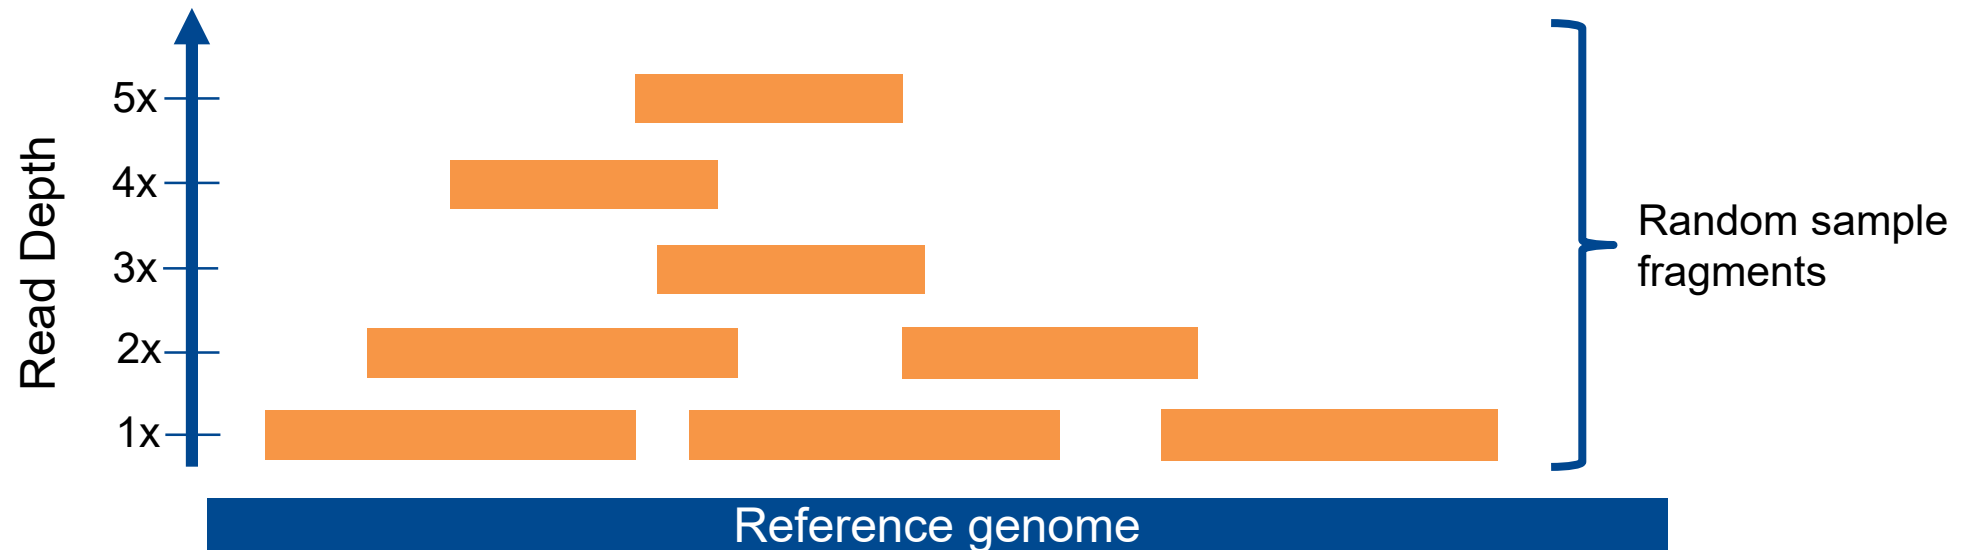 Read Depth
5x
4x
3x
2x
1x
Random sample
fragments
Reference genome